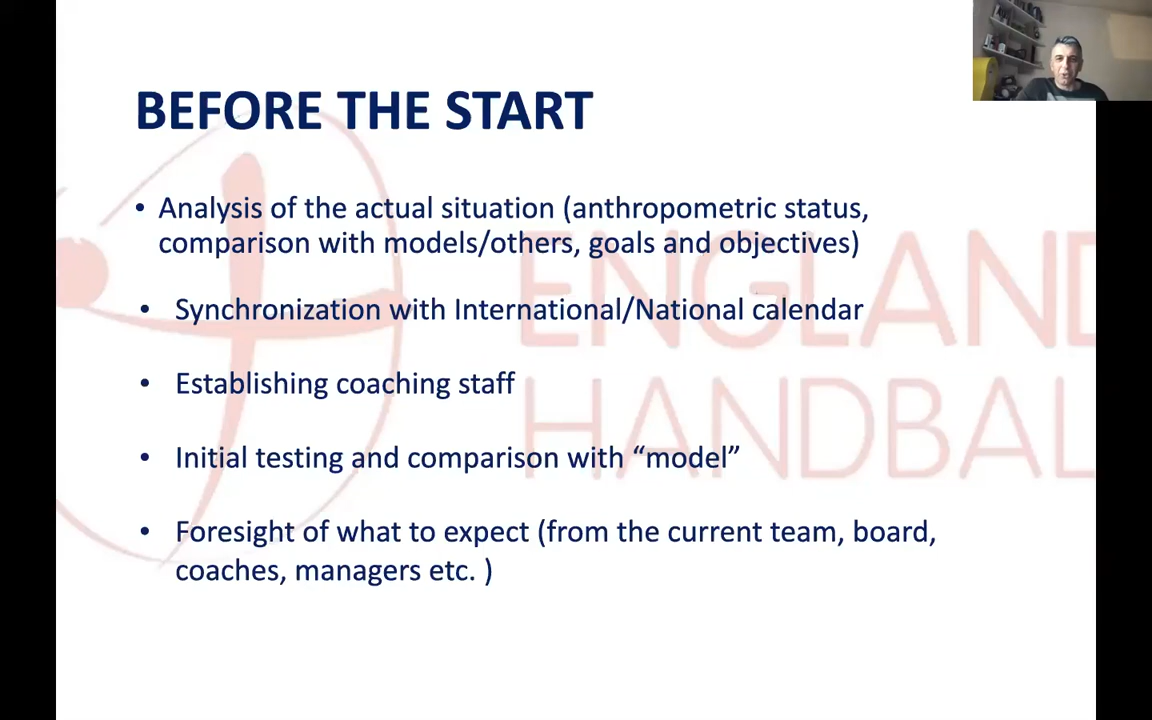 BEFORE THE START
• Analysis of the actual situation (anthropometric status,
comparison with models/others, goals and objectives)
• Synchronization with International/National calendar
• Establishing coaching staff
• Initial testing and comparison with “model”
• Foresight of what to expect (from the current team, board,
coaches, managers etc. )
ENGLAND
HANDBAL